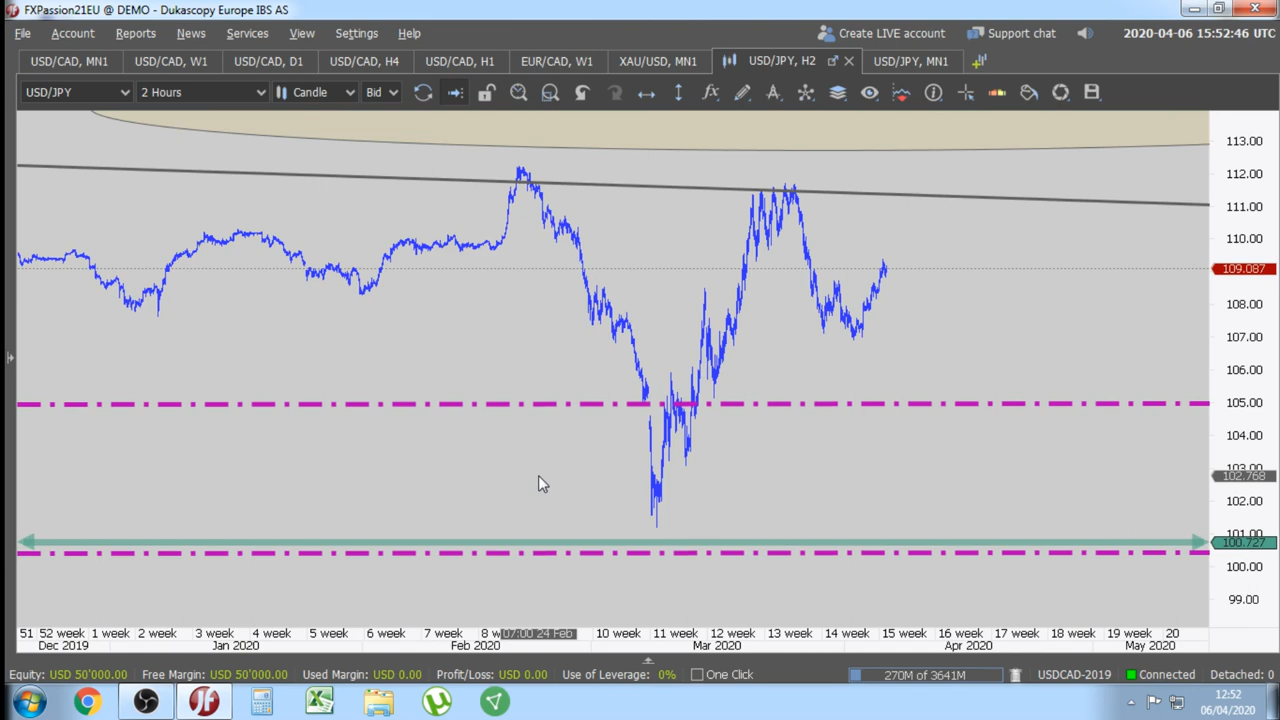 FXPassion21EU @ DEMO - Dukascopy Europe IBS AS
File Account Reports News Services View Settings Help Create LIVE account Support chat 2020-04-06 15:52:46 UTC
USD/CAD, MN1 USD/CAD, W1 USD/CAD, D1 USD/CAD, H4 USD/CAD, H1 EUR/CAD, W1 XAU/USD, MN1 USD/JPY, H2 USD/JPY, MN1
USD/JPY 2 Hours Candle Bid
113.00
112.00
111.00
110.00
109.087
108.00
107.00
106.00
105.00
104.00
103.00
102.768
102.00
101.00
100.727
100.00
99.00
51 52 week 1 week 2 week 3 week 4 week 5 week 6 week 7 week 8 w 07:00 24 Feb 10 week 11 week 12 week 13 week 14 week 15 week 16 week 17 week 18 week 19 week 20
Dec 2019 Jan 2020 Feb 2020 Mar 2020 Apr 2020 May 2020
Equity: USD 50'000.00 Free Margin: USD 50'000.00 Used Margin: USD 0.00 Profit/Loss: USD 0.00 Use of Leverage: 0% One Click 270M of 3641M USDCAD-2019 Connected Detached: 0
12:52
06/04/2020